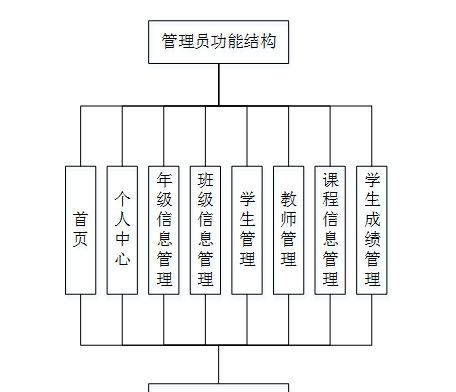 管理员功能结构
首页
个人中心
年级信息管理
班级信息管理
学生管理
教师管理
课程信息管理
学生成绩管理